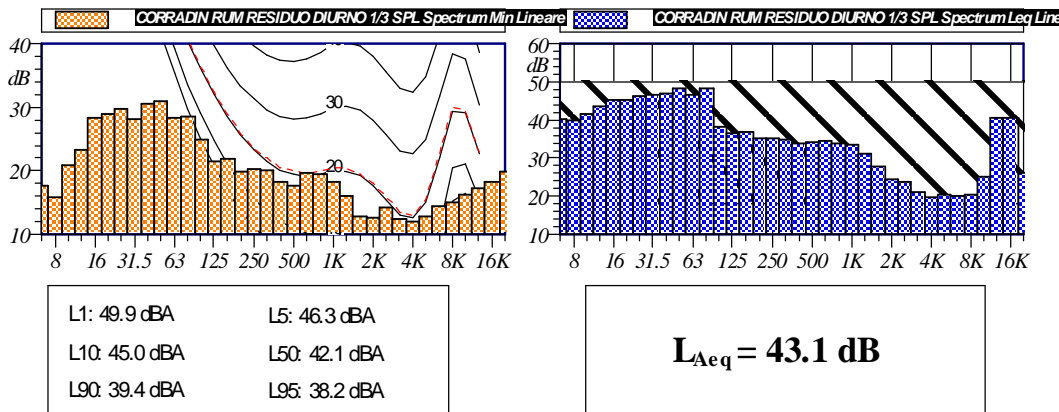 CORRADIN RUM RESIDUO DIURNO 1/3 SPL Spectrum Min Lineare
40
dB
30
20
10
30
20
8 16 31.5 63 125 250 500 1K 2K 4K 8K 16K
CORRADIN RUM RESIDUO DIURNO 1/3 SPL Spectrum Leq Line
60
dB
50
40
30
20
10
8 16 31.5 63 125 250 500 1K 2K 4K 8K 16K
L1: 49.9 dBA L5: 46.3 dBA
L10: 45.0 dBA L50: 42.1 dBA
L90: 39.4 dBA L95: 38.2 dBA
LAeq = 43.1 dB